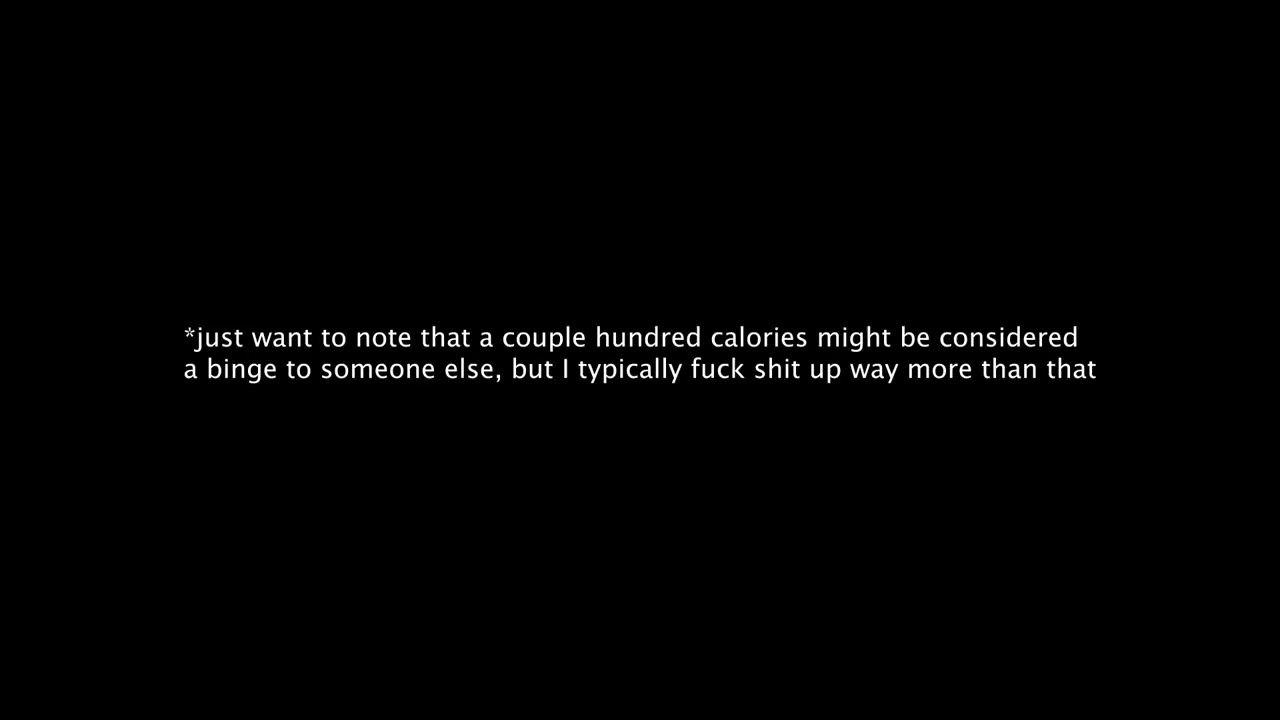 *just want to note that a couple hundred calories might be considered
a binge to someone else, but I typically fuck shit up way more than that